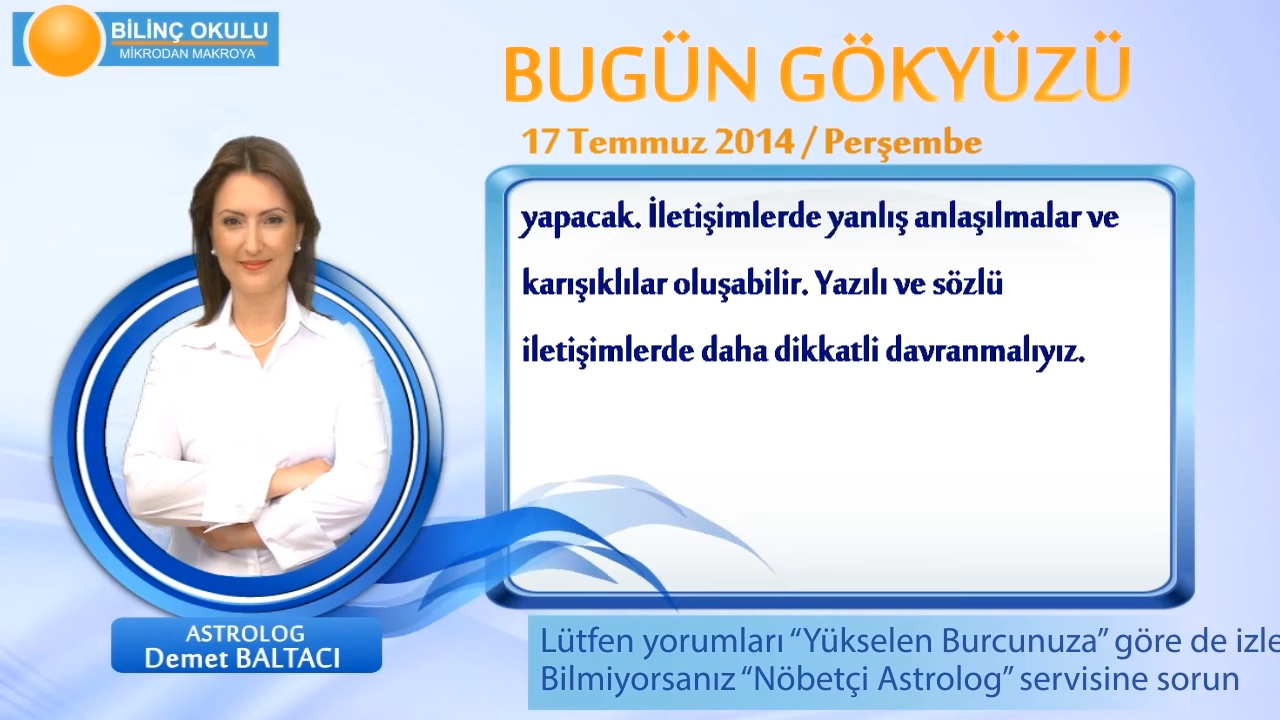 BİLİNÇ OKULU
MİKRODAN MAKROYA
BUGÜN GÖKYÜZÜ
17 Temmuz 2014 / Perşembe
yapacak. İletişimlerde yanlış anlaşılmalar ve
karışıklılar oluşabilir. Yazılı ve sözlü
iletişimlerde daha dikkatli davranmalıyız.
ASTROLOG
Demet BALTACI
Lütfen yorumları “Yükselen Burcunuza” göre de izle
Bilmiyorsanız “Nöbetçi Astrolog” servisine sorun